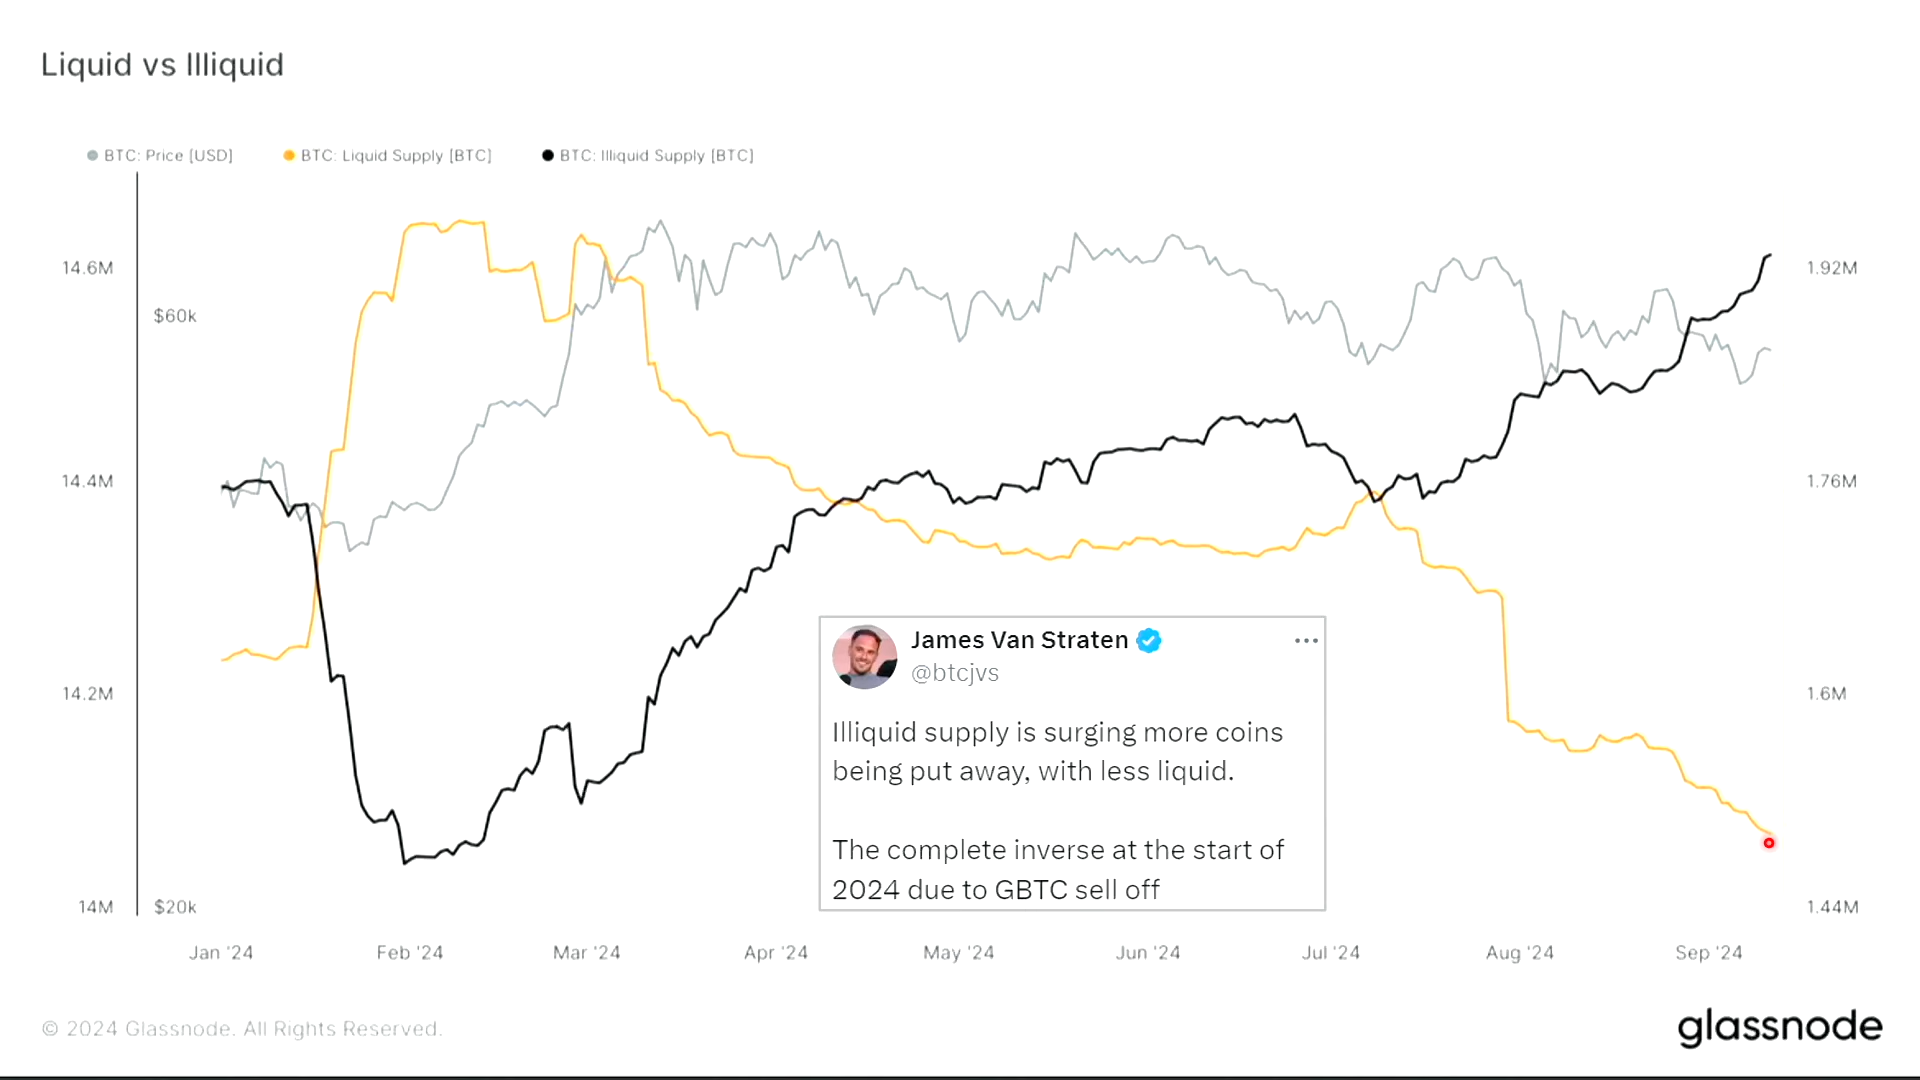 Liquid vs Illiquid
BTC: Price [USD] BTC: Liquid Supply [BTC] BTC: Illiquid Supply [BTC]
14.6M
14.4M
14.2M
14M
$60k
$20k
1.92M
1.76M
1.6M
1.44M
James Van Straten
@btcjvs
Illiquid supply is surging more coins
being put away, with less liquid.
The complete inverse at the start of
2024 due to GBTC sell off
Jan '24 Feb '24 Mar '24 Apr '24 May '24 Jun '24 Jul '24 Aug '24 Sep '24
© 2024 Glassnode. All Rights Reserved.
glassnode